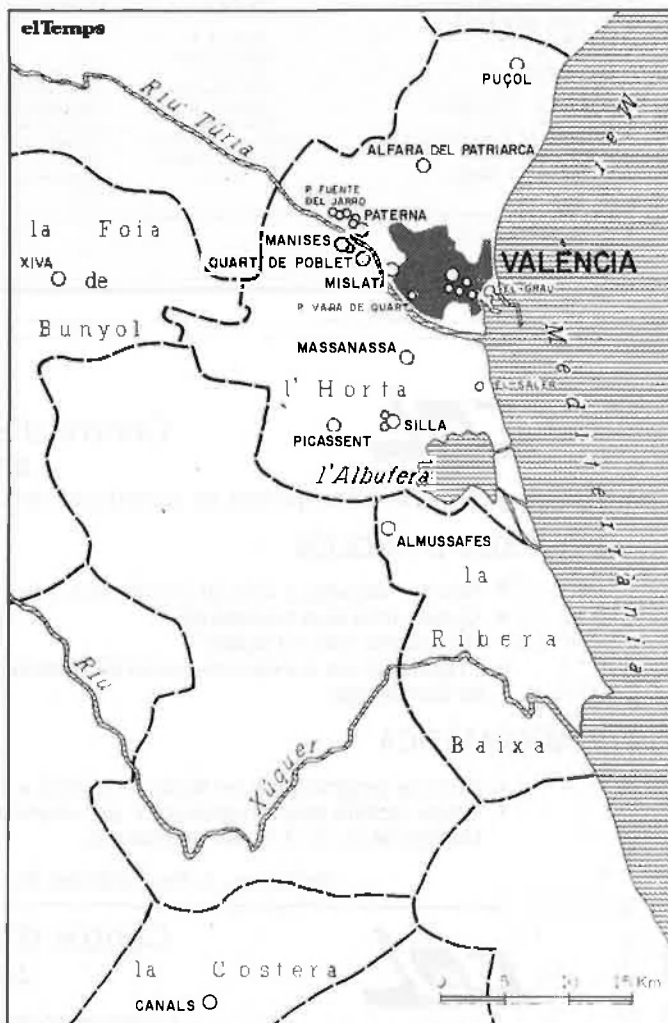 elTemps
PUÇOL
Riu Túria
Mar Mediterrània
ALFARA DEL PATRIARCA
P. FUENTE
DEL JARRO
PATERNA
la Foia
de
Bunyol
XIVA
MANISES
QUART DE POBLET
MISLATA
VALÈNCIA
EL-GRAU
P. VARA DE QUART
MASSANASSA
l'Horta
EL-SALER
PICASSENT
SILLA
l'Albufera
ALMUSSAFES
la
Ribera
Baixa
Riu
Xúquer
la Costera
CANALS
0 5 10 15 Km